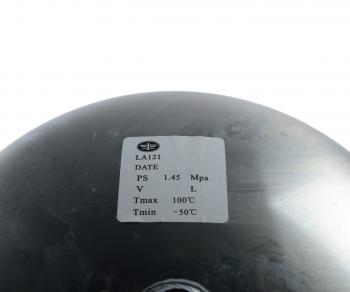 LA121
DATE
PS 1.45 Mpa
V L
Tmax 100℃
Tmin -50℃